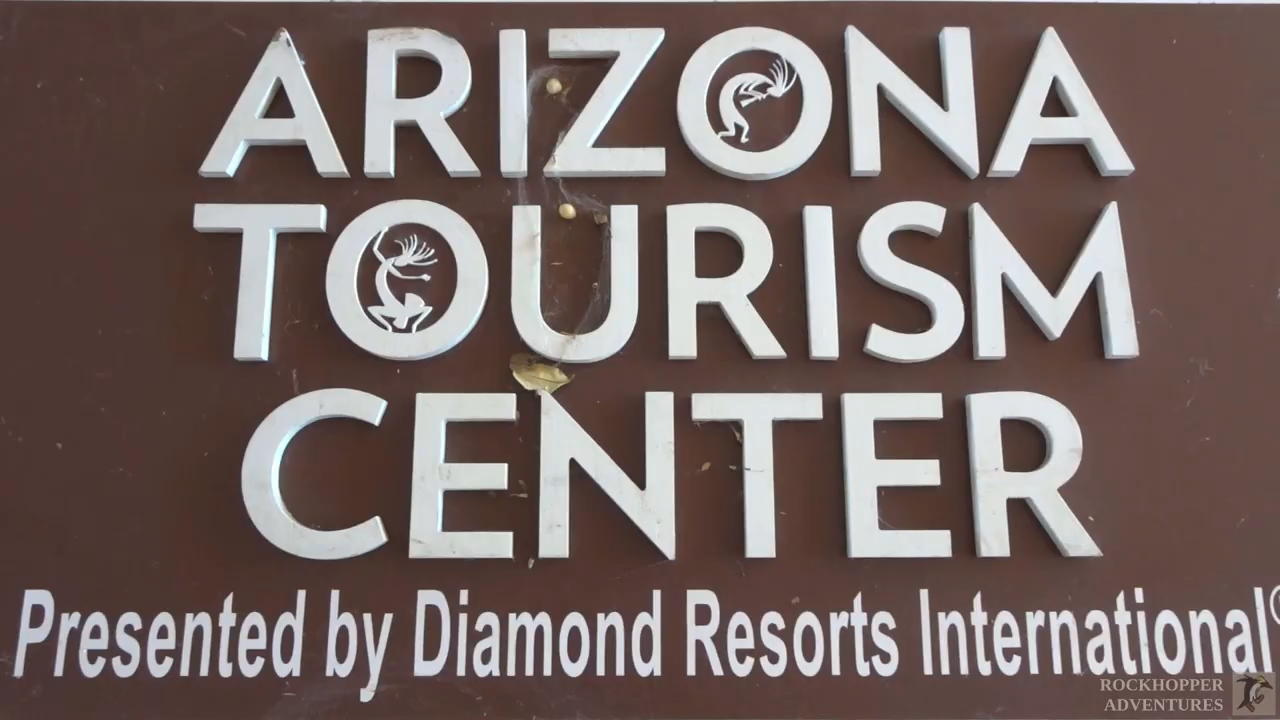 ARIZONA
TOURISM
CENTER
Presented by Diamond Resorts International®
ROCKHOPPER
ADVENTURES